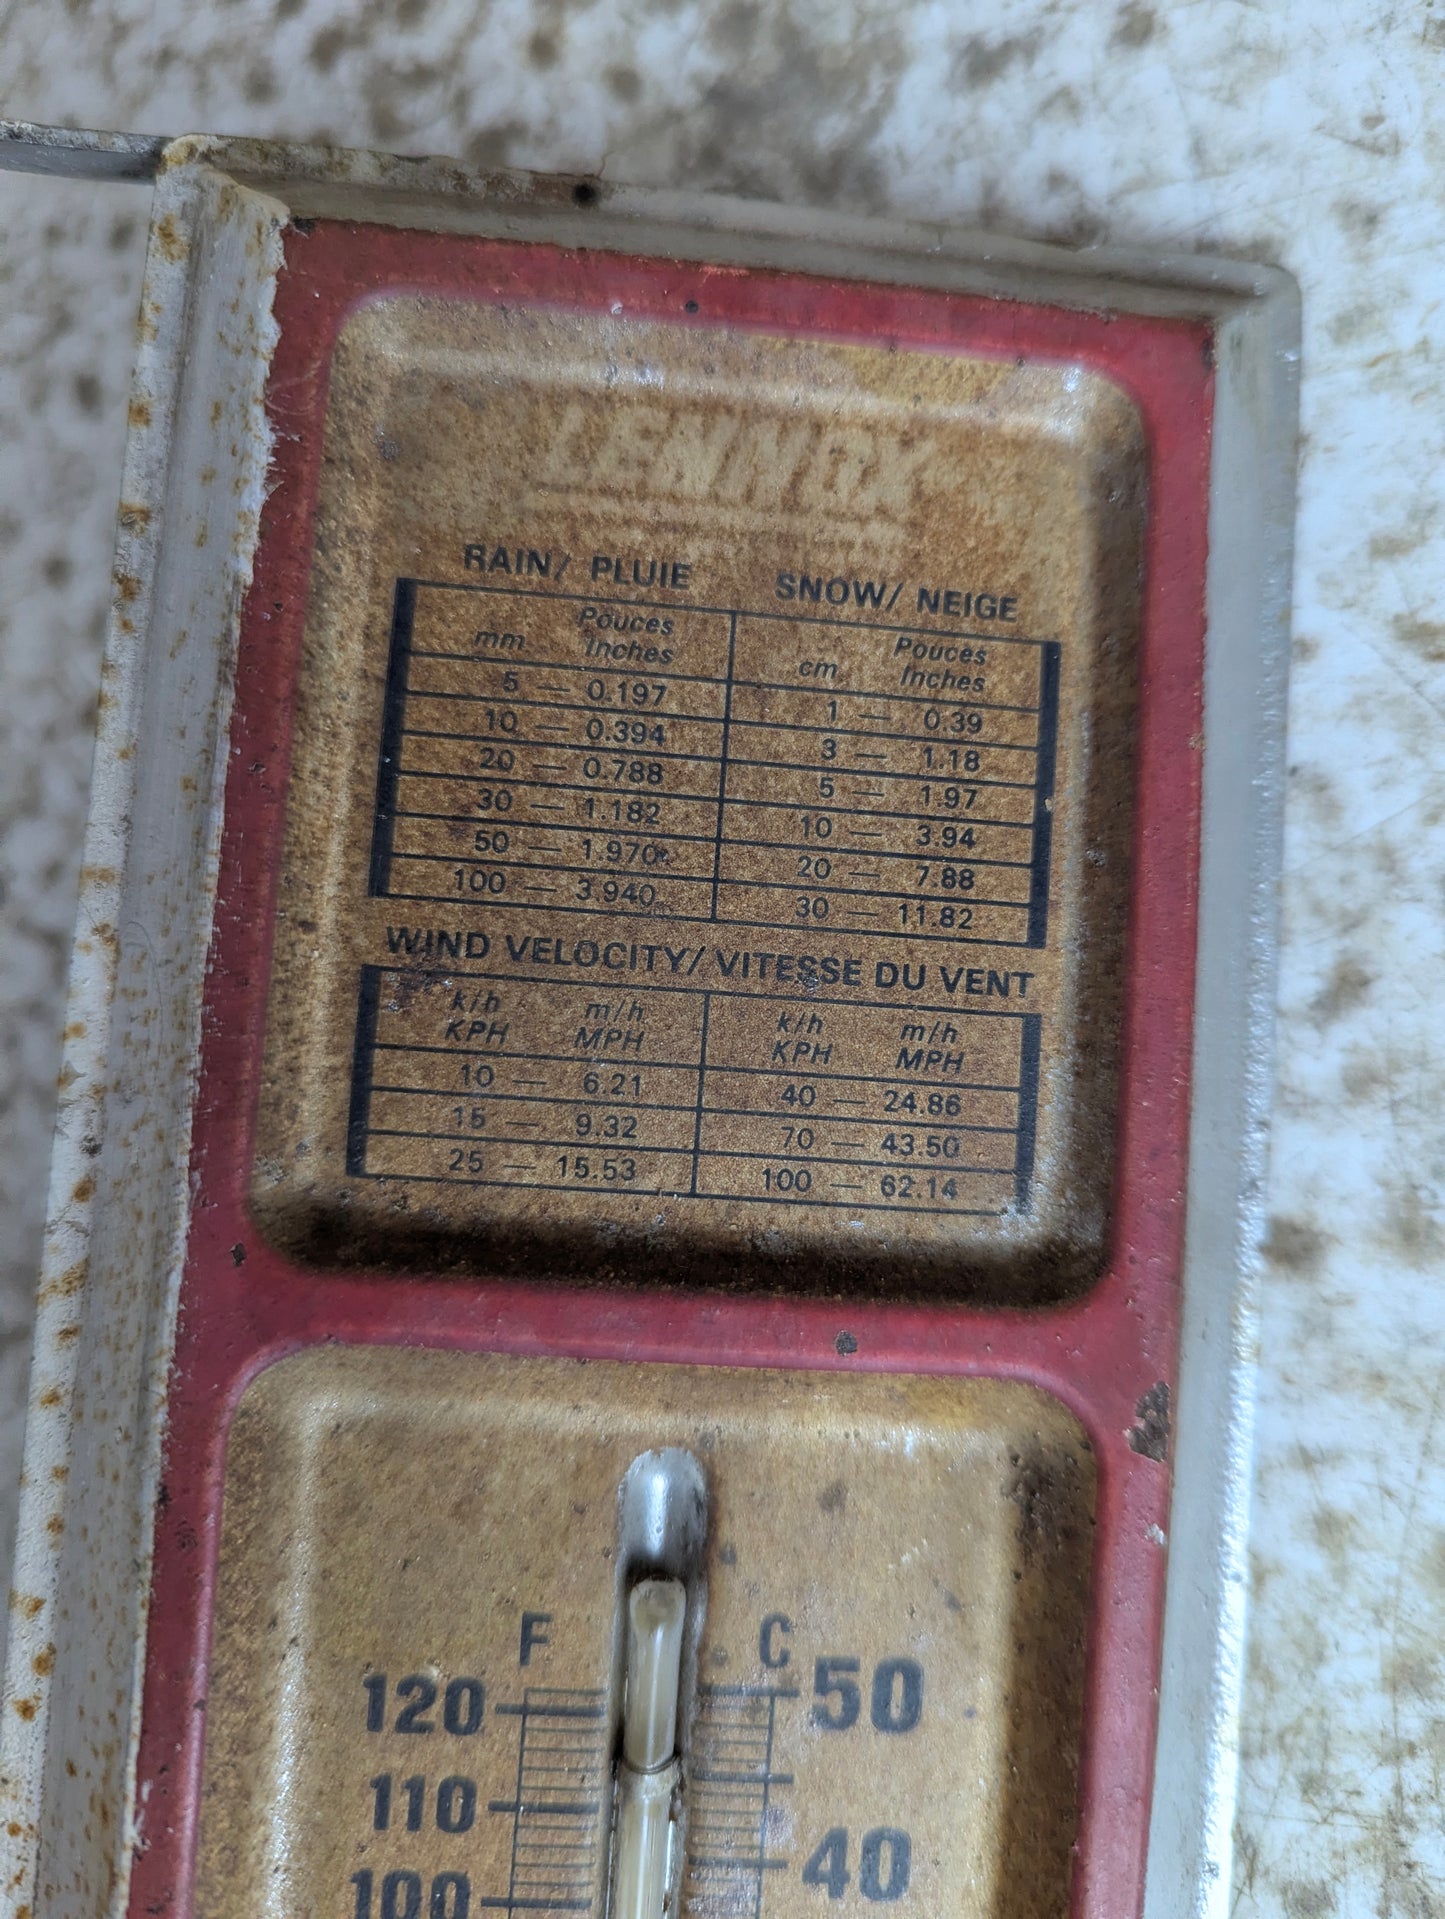 LENNOX
RAIN/ PLUIE SNOW/ NEIGE
mm Pouces Inches cm Pouces Inches
5 — 0.197 1 — 0.39
10 — 0.394 3 — 1.18
20 — 0.788 5 — 1.97
30 — 1.182 10 — 3.94
50 — 1.970 20 — 7.88
100 — 3.940 30 — 11.82
WIND VELOCITY/ VITESSE DU VENT
k/h m/h k/h m/h
KPH MPH KPH MPH
10 — 6.21 40 — 24.86
15 — 9.32 70 — 43.50
25 — 15.53 100 — 62.14
F C
120 50
110
40
100